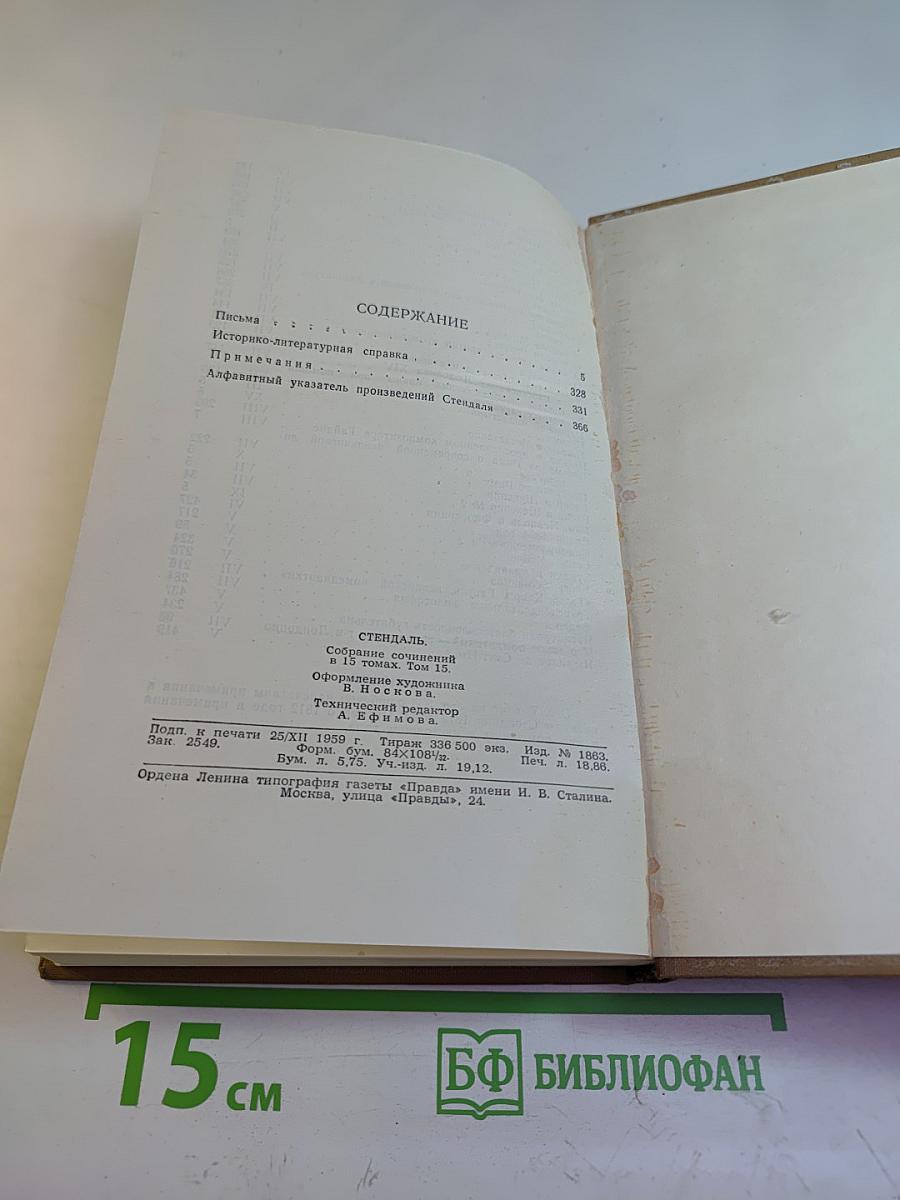 СОДЕРЖАНИЕ
Письма . . . . . . . . . . . . . . . . 5
Историко-литературная справка . . . . . . . . . 328
Примечания . . . . . . . . . . . . . . 331
Алфавитный указатель произведений Стендаля . . . . . 366
СТЕНДАЛЬ.
Собрание сочинений
в 15 томах. Том 15.
Оформление художника
В. Носкова.
Технический редактор
А. Ефимова.
Подп. к печати 25/XII 1959 г. Тираж 336 500 экз. Изд. № 1863.
Зак. 2549. Форм. бум. 84×108¹/₃₂. Печ. л. 18,86.
Бум. л. 5,75. Уч.-изд. л. 19,12.
Ордена Ленина типография газеты «Правда» имени И. В. Сталина.
Москва, улица «Правды», 24.
15 см
БФ БИБЛИОФАН